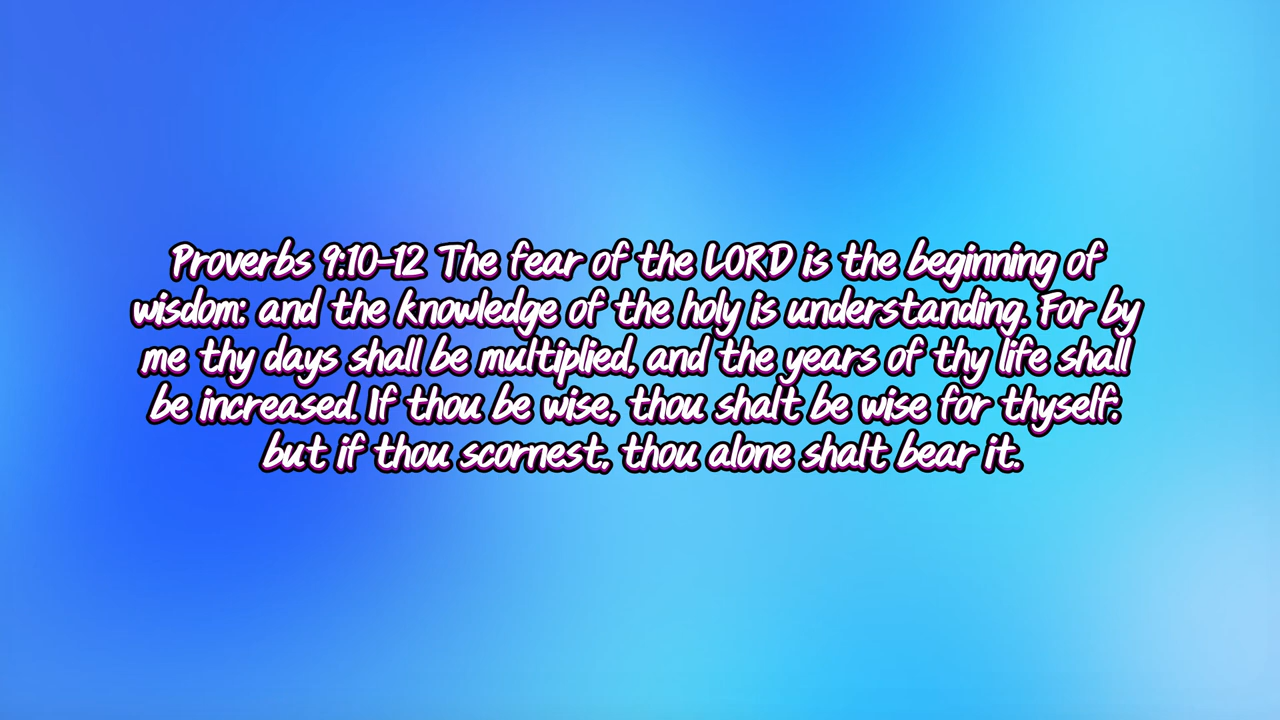 Proverbs 9:10-12 The fear of the LORD is the beginning of
wisdom: and the knowledge of the holy is understanding. For by
me thy days shall be multiplied, and the years of thy life shall
be increased. If thou be wise, thou shalt be wise for thyself:
but if thou scornest, thou alone shalt bear it.